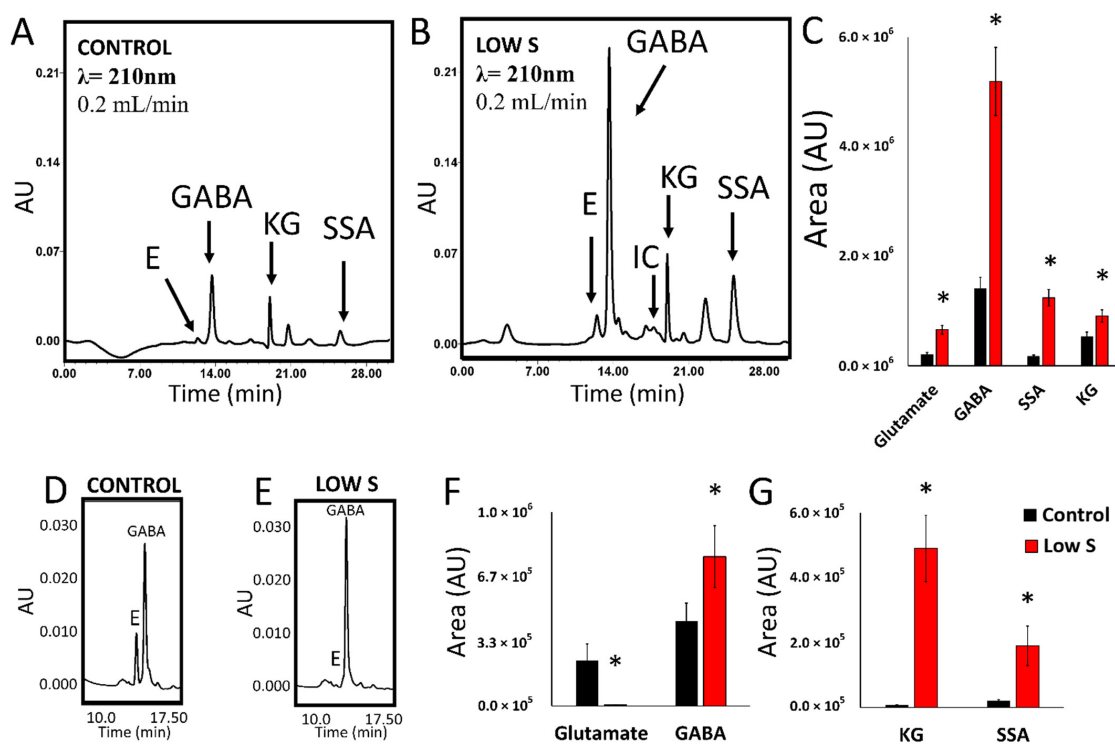 A
CONTROL
λ= 210nm
0.2 mL/min
AU
0.21
0.14
0.07
0.00
E
GABA
KG
SSA
0.00
7.00
14.00
21.00
28.00
Time (min)
B
LOW S
λ= 210nm
0.2 mL/min
AU
0.21
0.14
0.07
0.00
GABA
E
IC
KG
SSA
0.00
7.00
14.00
21.00
28.00
Time (min)
C
Area (AU)
6.0 × 10⁶
4.0 × 10⁶
2.0 × 10⁶
0.0 × 10⁶
*
*
*
*
Glutamate
GABA
SSA
KG
D
CONTROL
AU
0.030
0.020
0.010
0.000
GABA
E
10.0
17.50
Time (min)
E
LOW S
AU
0.030
0.020
0.010
0.000
GABA
E
10.0
17.50
Time (min)
F
Area (AU)
1.0 × 10⁶
6.7 × 10⁵
3.3 × 10⁵
0.0 × 10⁵
*
*
Glutamate
GABA
G
Area (AU)
6 × 10⁵
4 × 10⁵
2 × 10⁵
0 × 10⁵
*
*
KG
SSA
Control
Low S